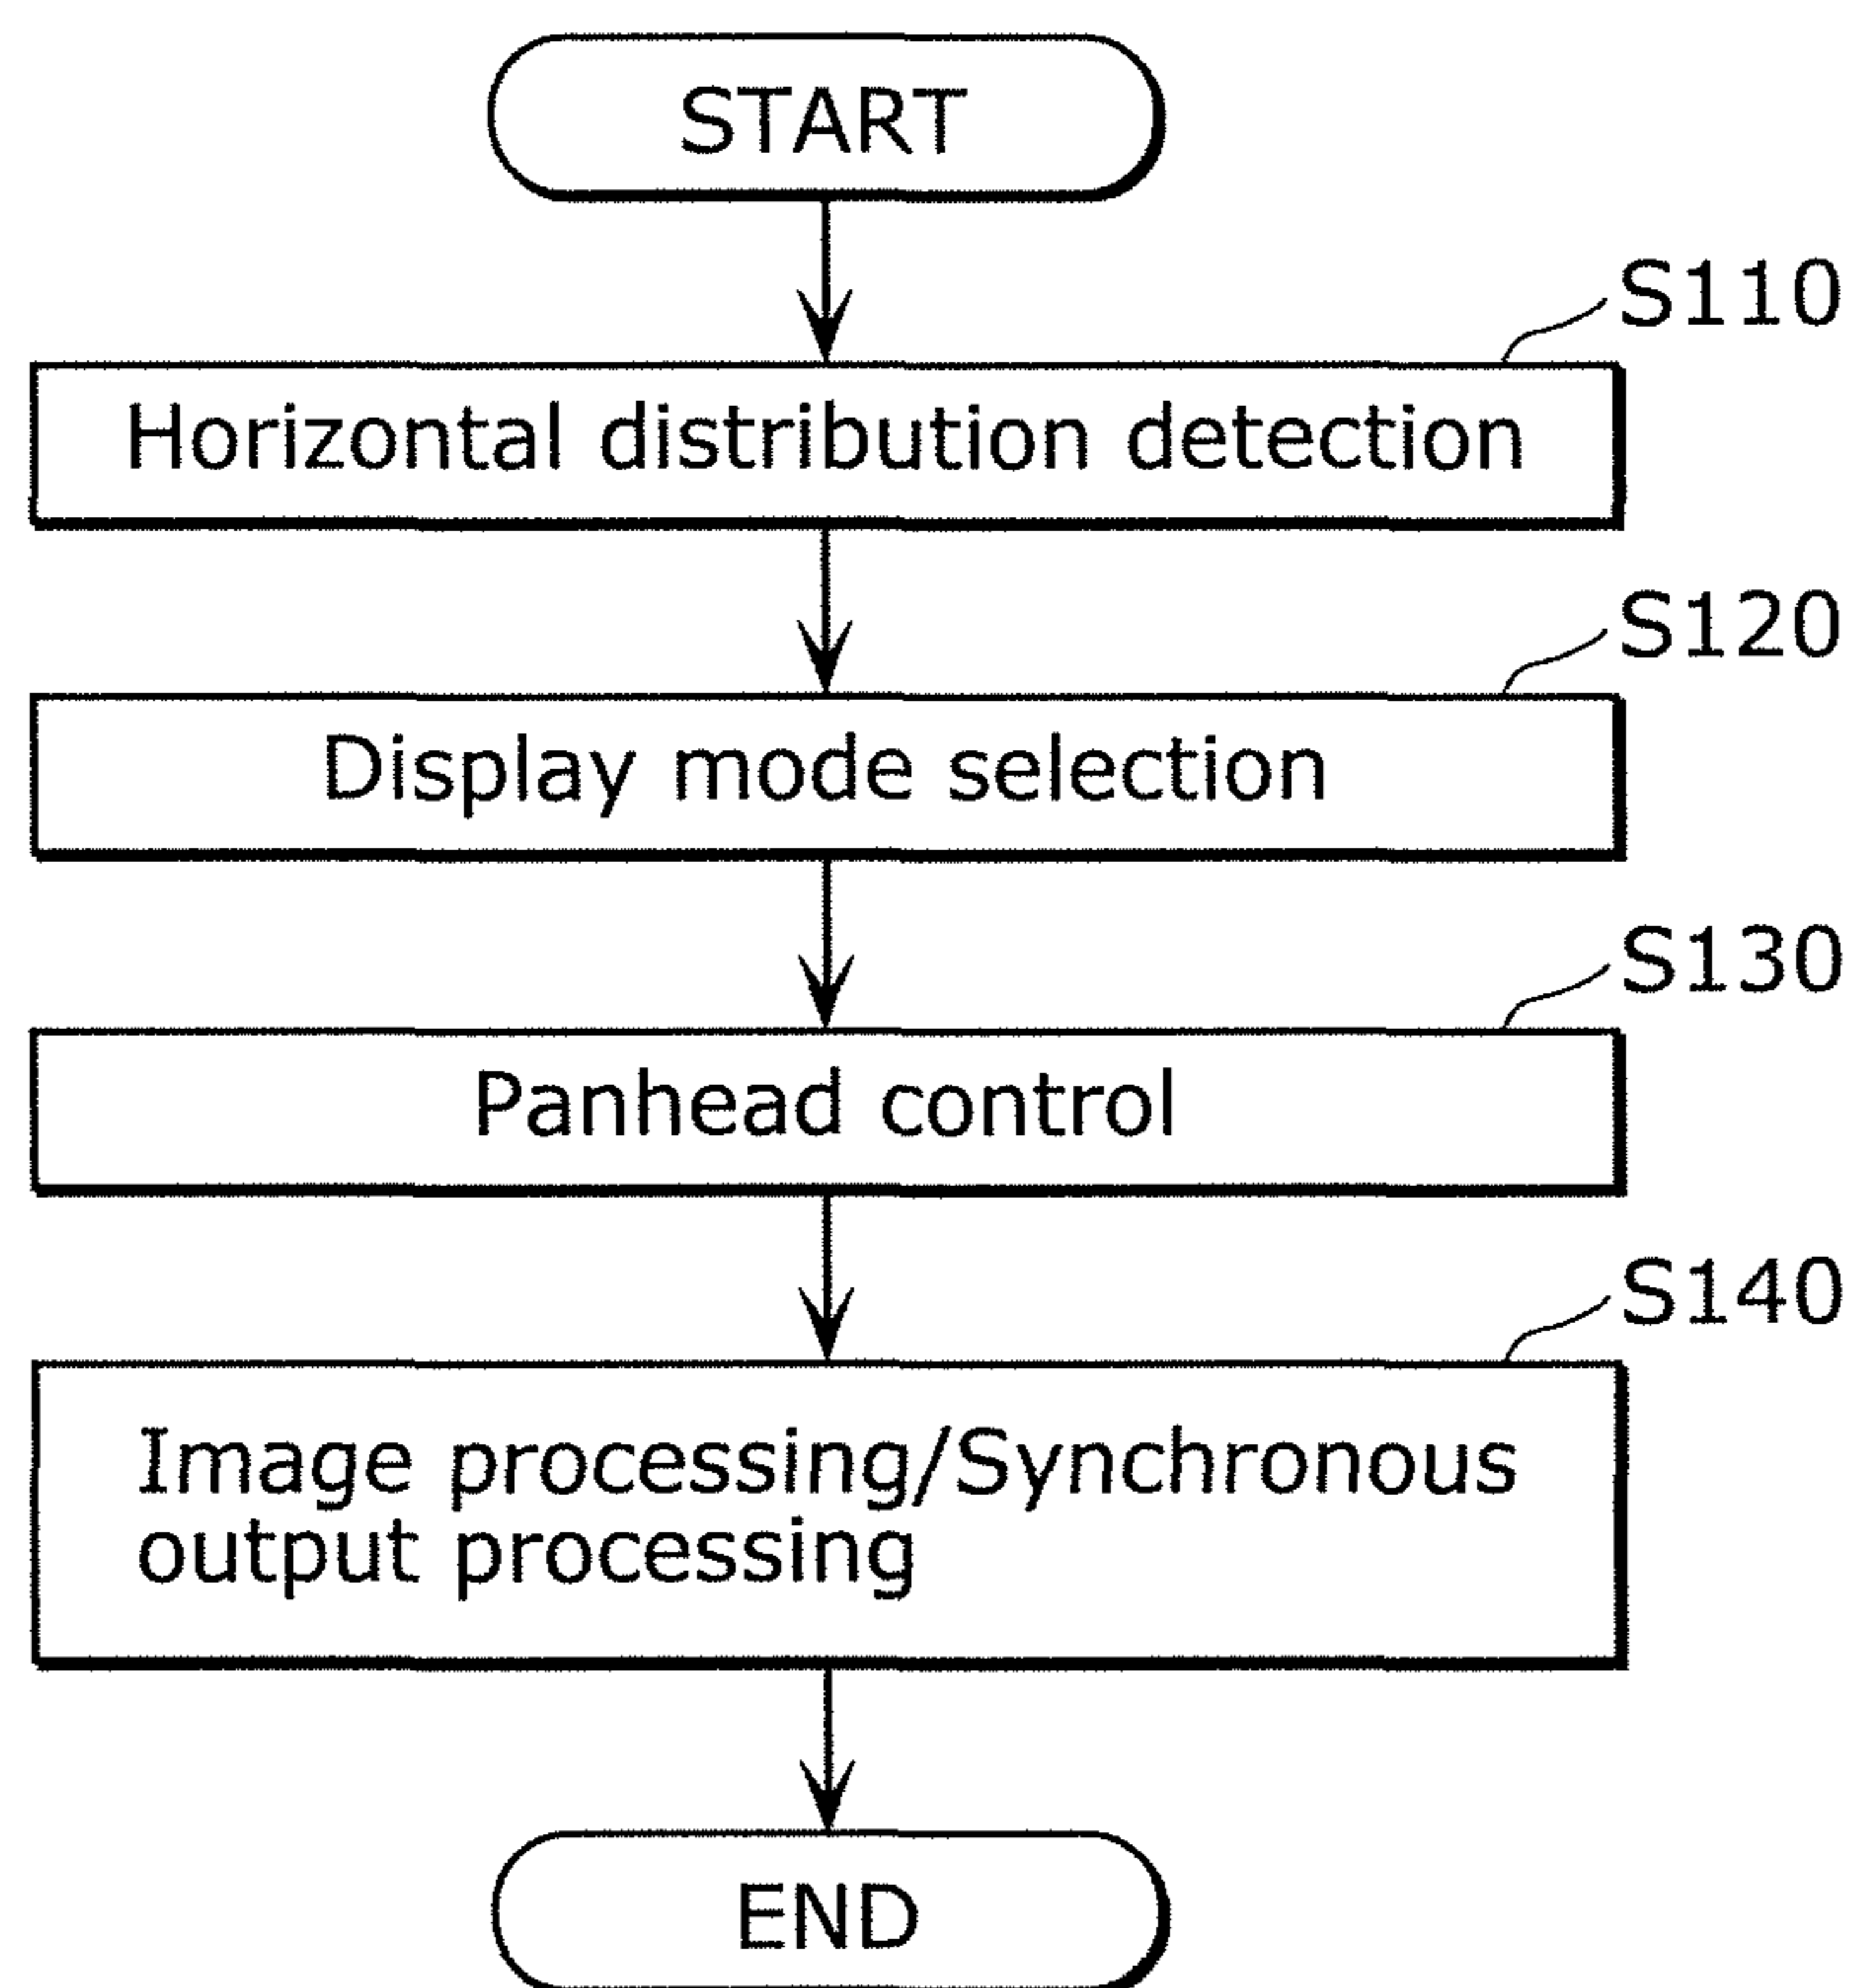 START
S110
Horizontal distribution detection
S120
Display mode selection
S130
Panhead control
S140
Image processing/Synchronous
output processing
END